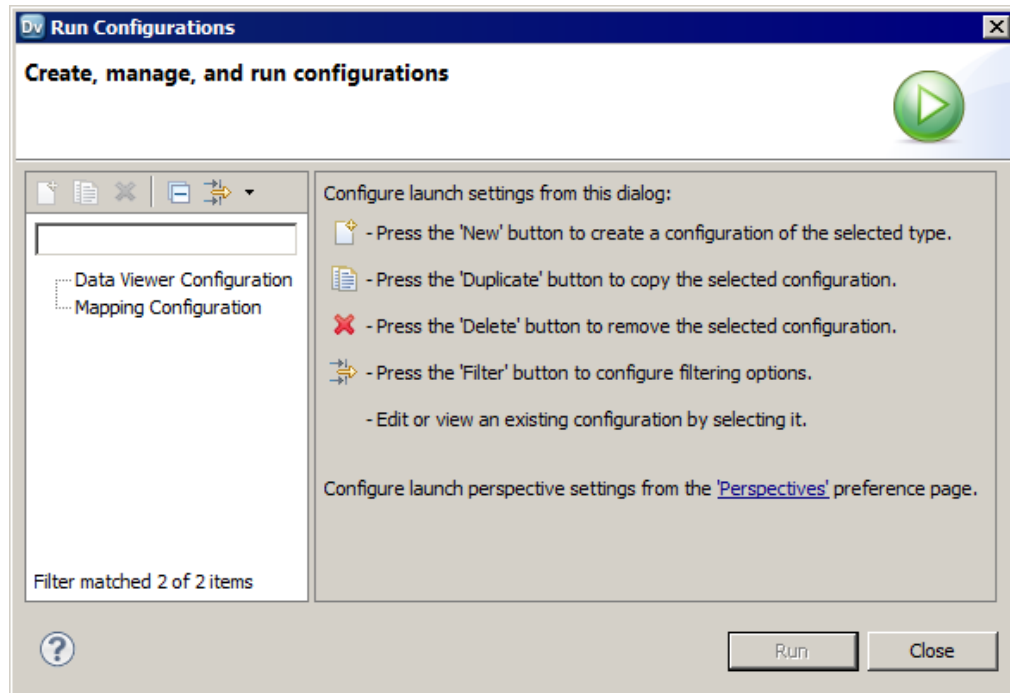 Dv Run Configurations
Create, manage, and run configurations
Configure launch settings from this dialog:
- Press the 'New' button to create a configuration of the selected type.
Data Viewer Configuration
- Press the 'Duplicate' button to copy the selected configuration.
Mapping Configuration
- Press the 'Delete' button to remove the selected configuration.
- Press the 'Filter' button to configure filtering options.
- Edit or view an existing configuration by selecting it.
Configure launch perspective settings from the 'Perspectives' preference page.
Filter matched 2 of 2 items
?
Run
Close